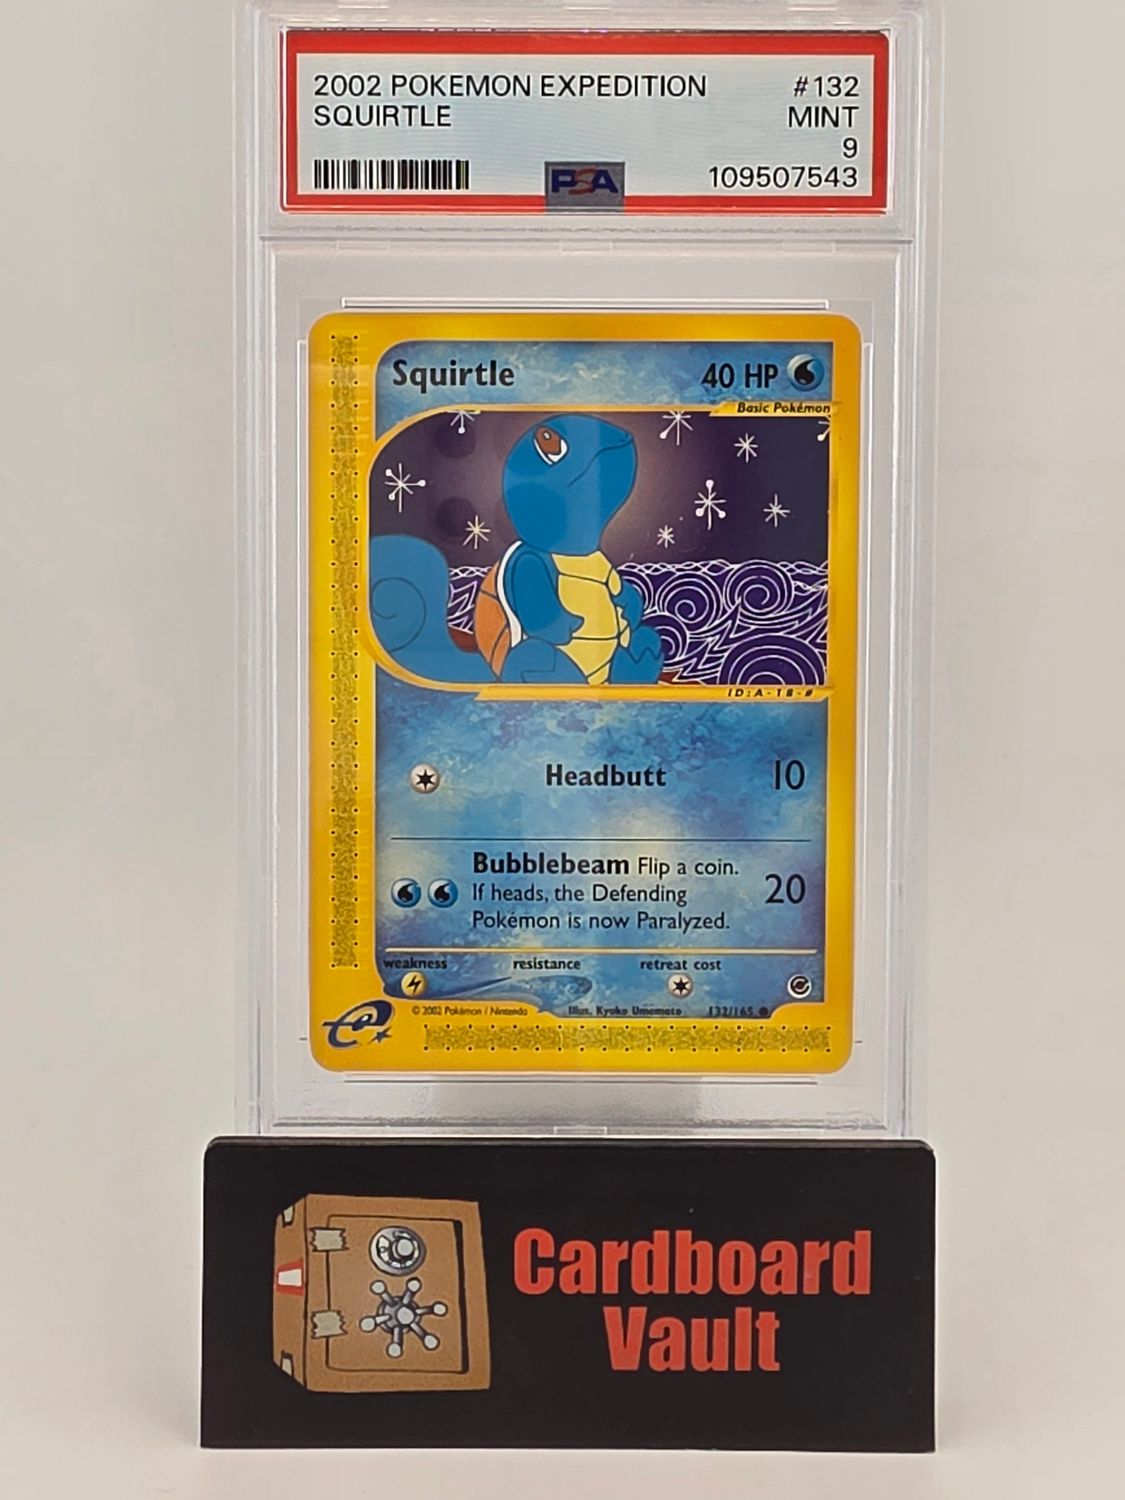 2002 POKEMON EXPEDITION #132
SQUIRTLE MINT
9
PSA 109507543
Squirtle 40 HP
Basic Pokémon
ID:A-TB-#
Headbutt 10
Bubblebeam Flip a coin.
If heads, the Defending 20
Pokémon is now Paralyzed.
weakness resistance retreat cost
© 2002 Pokémon / Nintendo Illus. Kyoko Umemoto 132/165
e
Cardboard
Vault